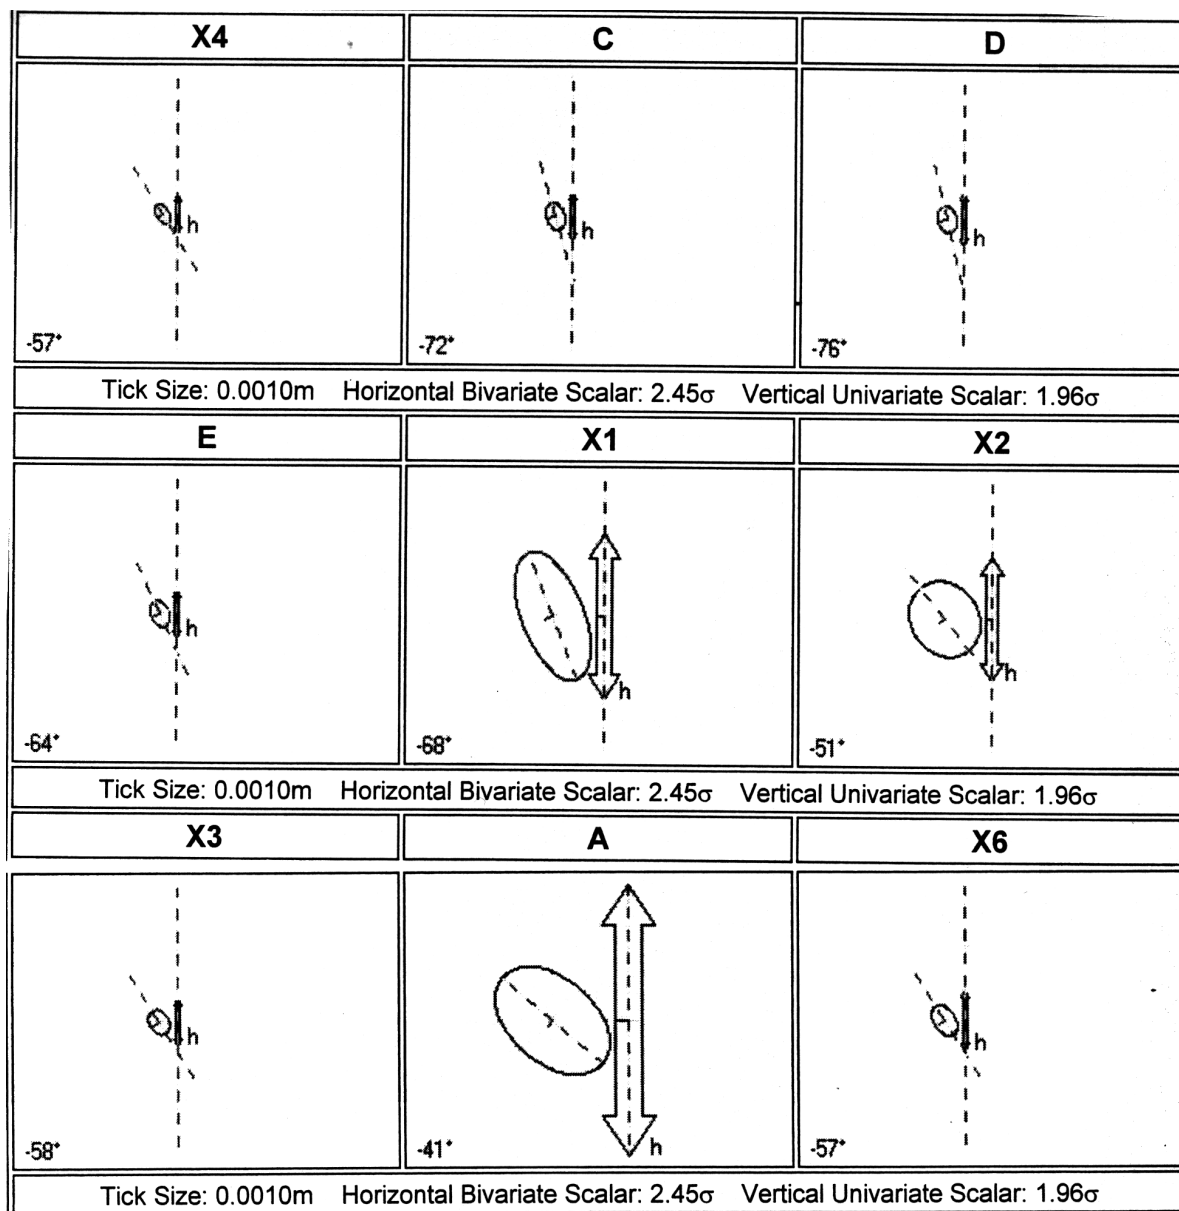 X4 C D
h h h
-57° -72° -76°
Tick Size: 0.0010m Horizontal Bivariate Scalar: 2.45σ Vertical Univariate Scalar: 1.96σ
E X1 X2
h h h
-64° -68° -51°
Tick Size: 0.0010m Horizontal Bivariate Scalar: 2.45σ Vertical Univariate Scalar: 1.96σ
X3 A X6
h h h
-58° -41° -57°
Tick Size: 0.0010m Horizontal Bivariate Scalar: 2.45σ Vertical Univariate Scalar: 1.96σ